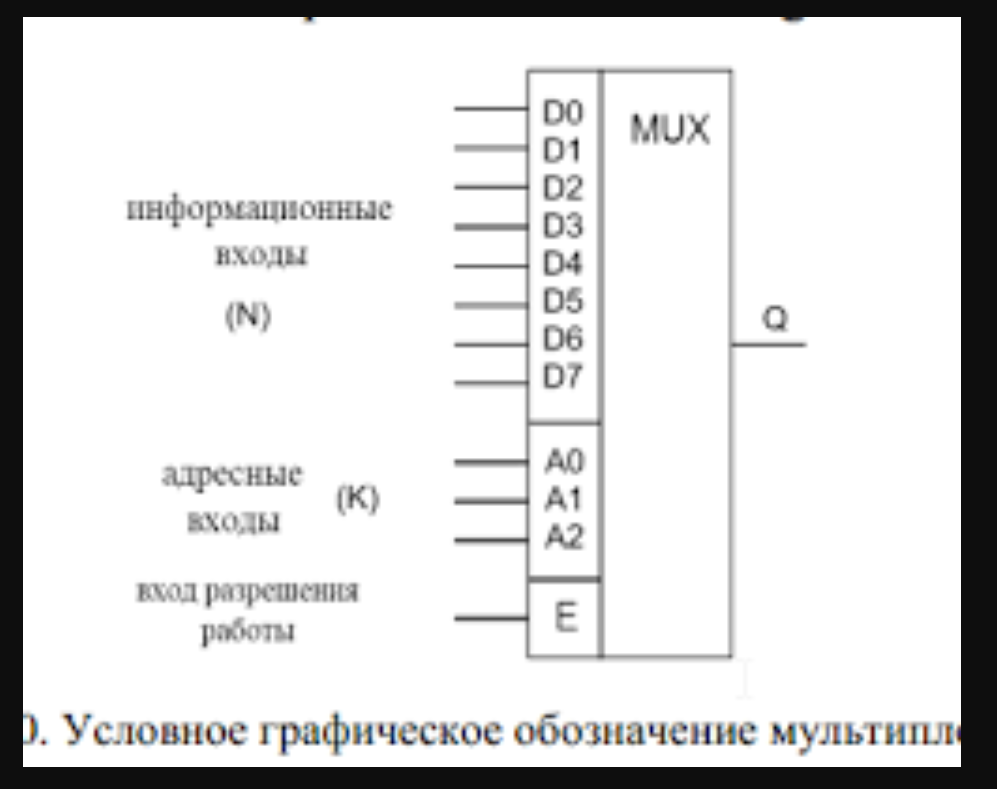 информационные
входы
(N)
адресные
входы
(K)
вход разрешения
работы
D0
D1
D2
D3
D4
D5
D6
D7
A0
A1
A2
E
MUX
Q
0. Условное графическое обозначение